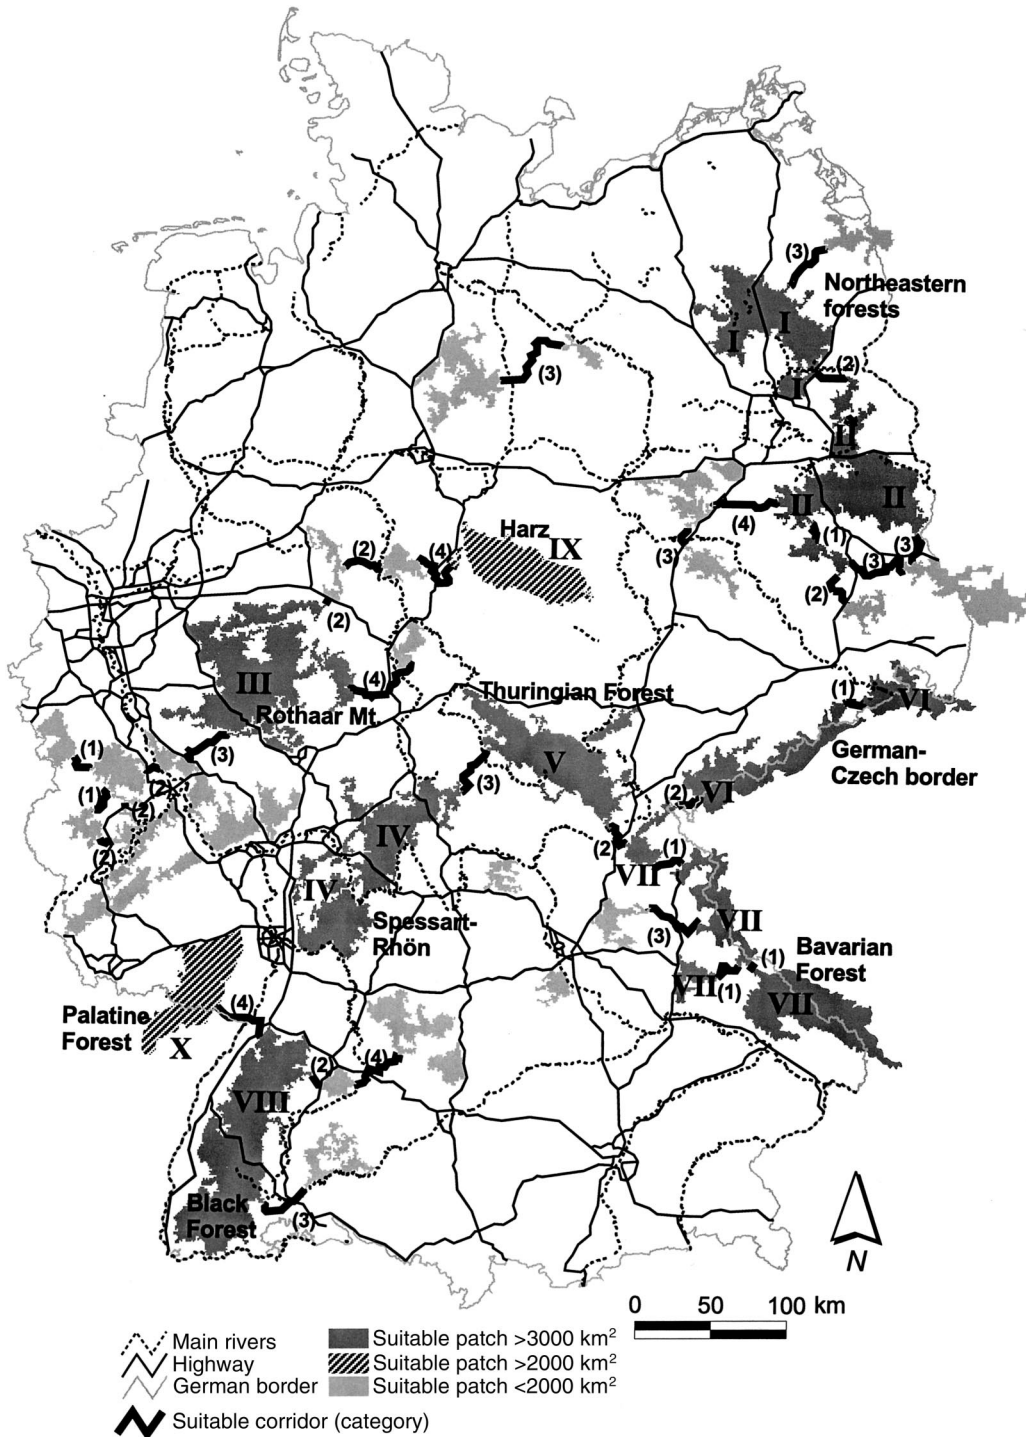 (3)
Northeastern
forests
I
I
I
(2)
(3)
II
II
II
(4)
(1)
(3)
(3)
(3)
(2)
Harz
IX
(2)
(4)
(2)
III
Rothaar Mt.
(4)
Thuringian Forest
(1)
VI
German-
Czech border
V
(3)
(1)
(3)
(2)
VI
(1)
(2)
(2)
(2)
IV
IV
Spessart-
Rhön
(2)
(1)
VII
VII
(3)
Bavarian
Forest
(1)
VII
(1)
VII
Palatine
Forest
X
(4)
(2)
(4)
VIII
Black
Forest
(3)
N
0 50 100 km
Main rivers
Highway
German border
Suitable corridor (category)
Suitable patch >3000 km²
Suitable patch >2000 km²
Suitable patch <2000 km²